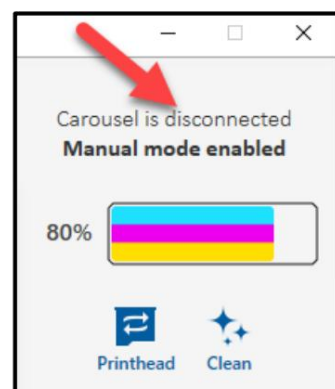 Carousel is disconnected
Manual mode enabled
80%
Printhead Clean